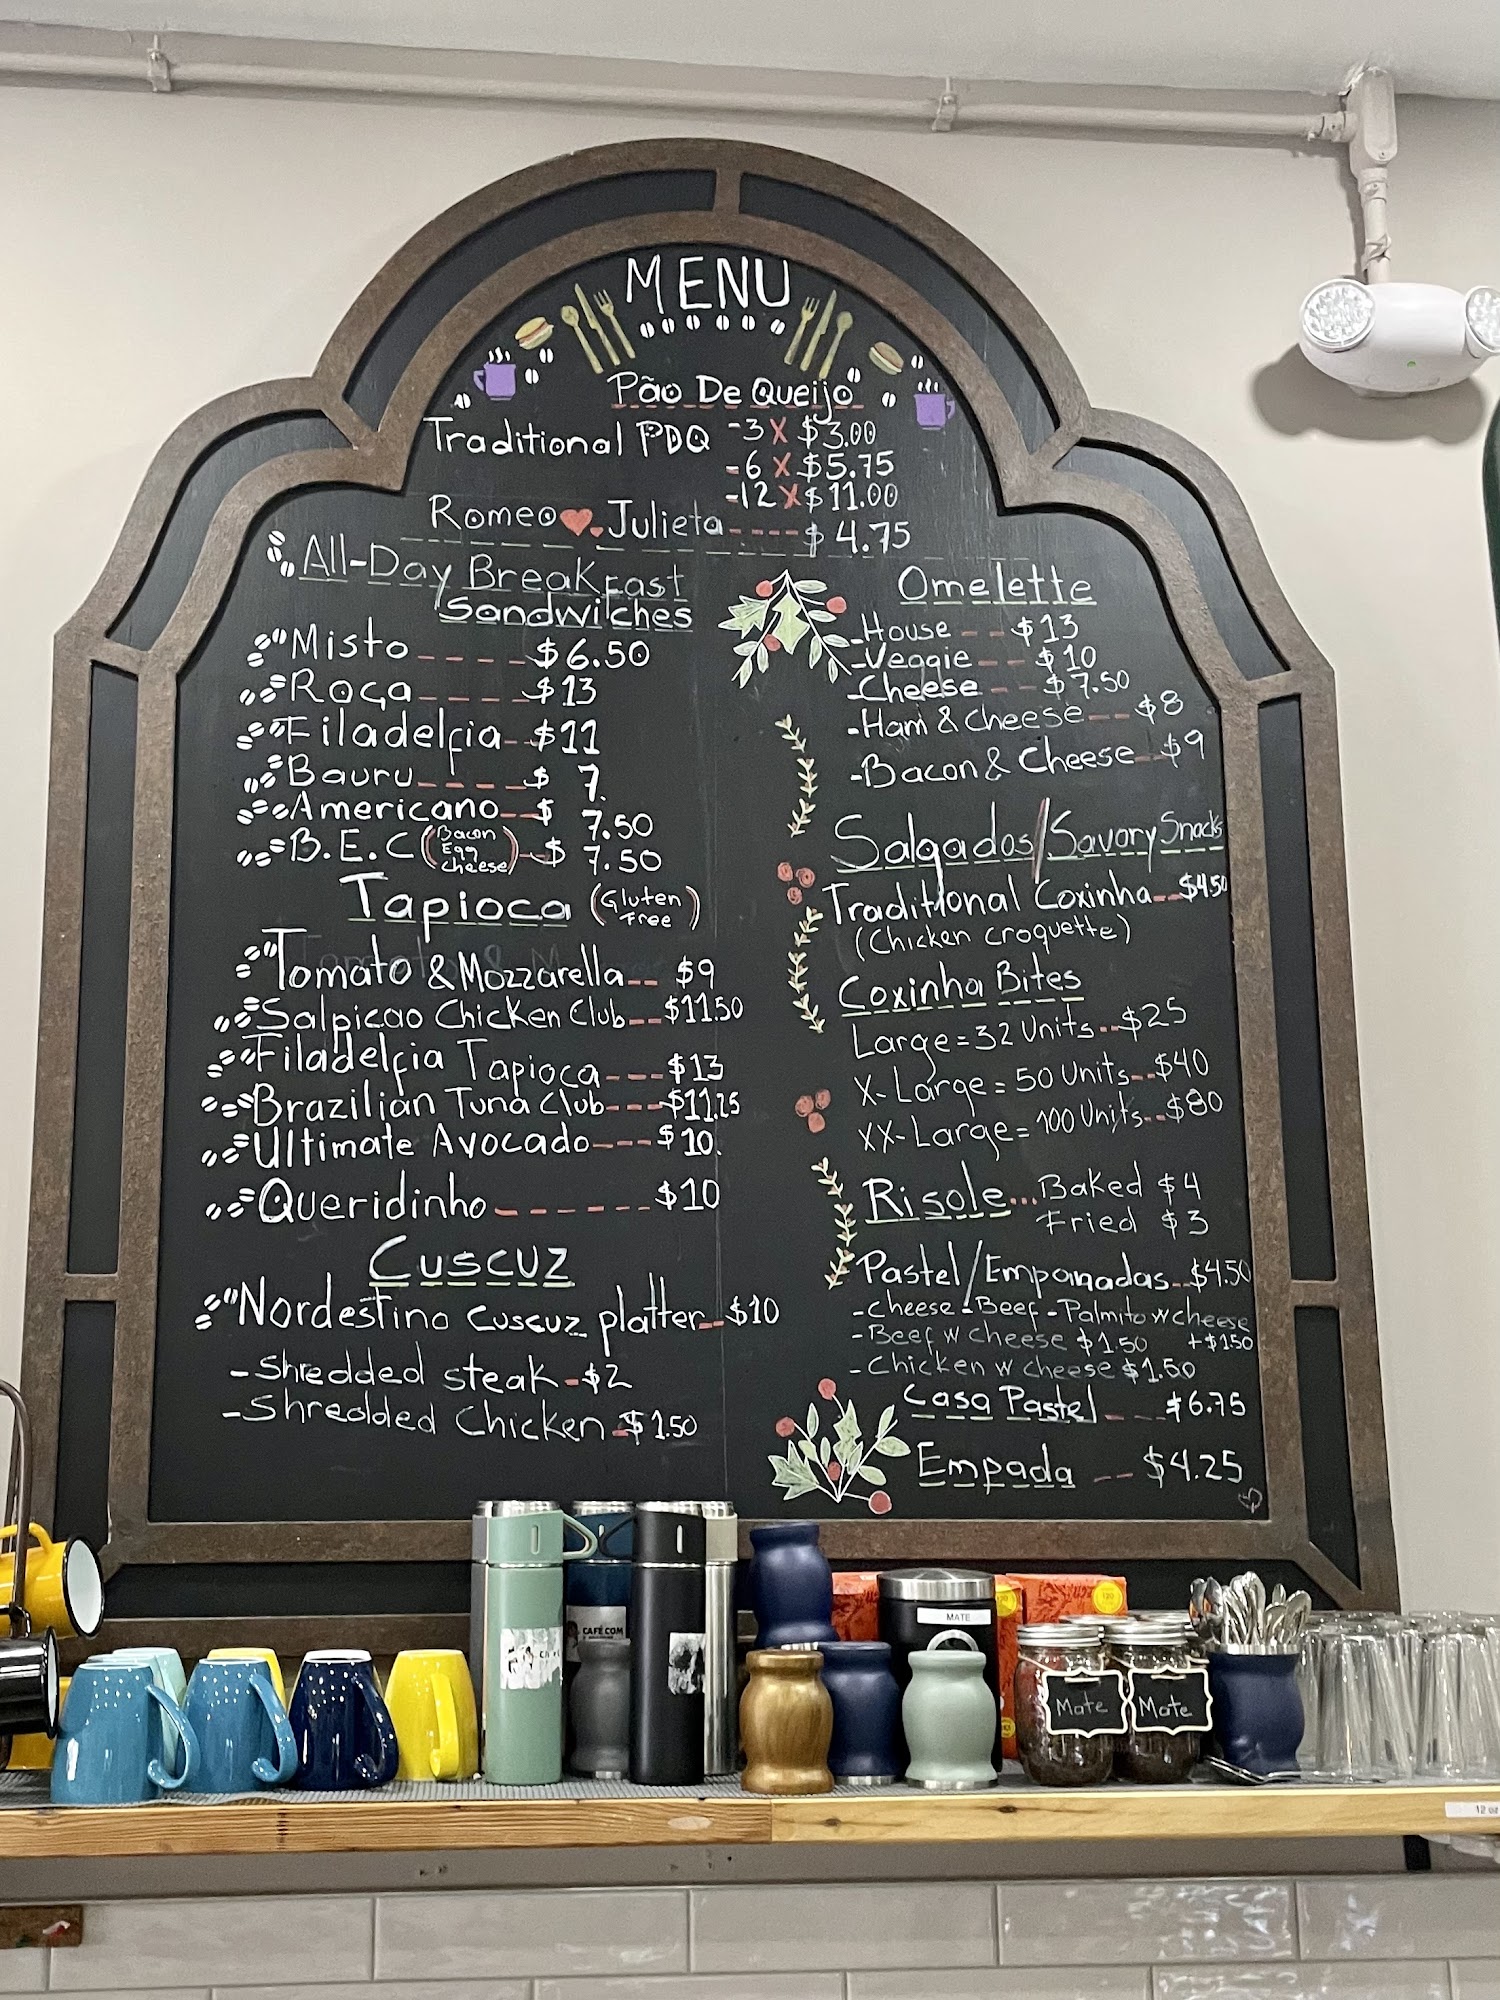 MENU
Pão De Queijo
Traditional PDQ -3 X $3.00
-6 X $5.75
-12 X $11.00
Romeo Julieta ---- $4.75
All-Day Breakfast
Sandwiches
Misto ---- $6.50
Roça ---- $13
Filadelfia -- $11
Bauru ---- $ 7.
Americano -- $ 7.50
B.E.C (Bacon Egg Cheese) -- $ 7.50
Tapioca (Gluten Free)
Tomato & Mozzarella -- $9
Salpicao Chicken Club -- $11.50
Filadelfia Tapioca --- $13
Brazilian Tuna Club --- $11.25
Ultimate Avocado --- $10.
Queridinho ------ $10
Cuscuz
Nordestino Cuscuz platter -- $10
-Shredded steak - $2
-Shredded Chicken - $1.50
Omelette
-House -- $13
-Veggie -- $10
-Cheese -- $7.50
-Ham & Cheese -- $8
-Bacon & Cheese - $9
Salgados/Savory Snacks
Traditional Coxinha -- $4.50
(Chicken croquette)
Coxinha Bites
Large = 32 Units -- $25
X-Large = 50 Units -- $40
XX-Large = 100 Units -- $80
Risole ... Baked $4
Fried $3
Pastel/Empanadas -- $4.50
-Cheese -Beef -Palmito w cheese
-Beef w cheese $1.50 +$1.50
-Chicken w cheese $1.50
Casa Pastel --- $6.75
Empada -- $4.25
CAFÉ COM
MATE
Mate
Mate
12 oz